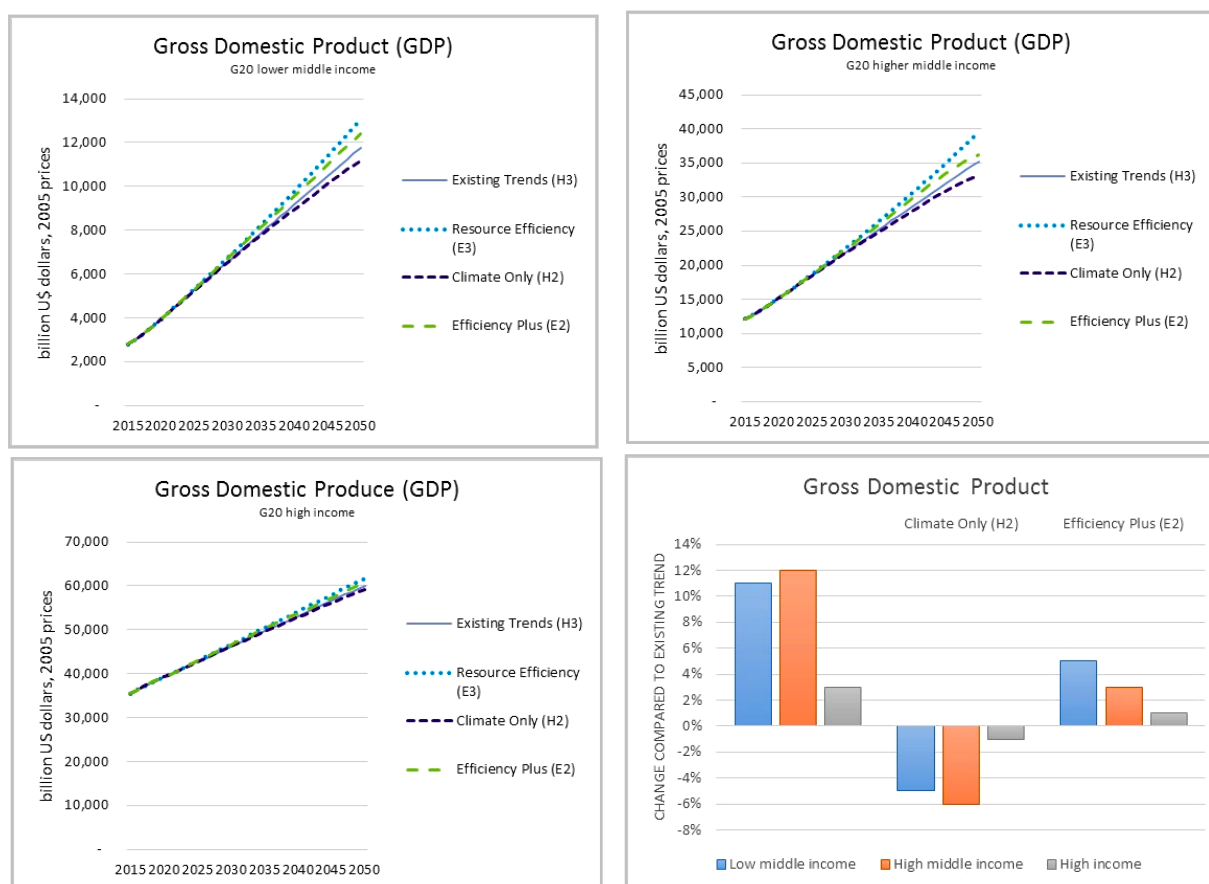 Gross Domestic Product (GDP)
G20 lower middle income
billion U$ dollars, 2005 prices
14,000
12,000
10,000
8,000
6,000
4,000
2,000
-
2015 2020 2025 2030 2035 2040 2045 2050
Existing Trends (H3)
Resource Efficiency
(E3)
Climate Only (H2)
Efficiency Plus (E2)
Gross Domestic Product (GDP)
G20 higher middle income
billion US dollars, 2005 prices
45,000
40,000
35,000
30,000
25,000
20,000
15,000
10,000
5,000
-
2015 2020 2025 2030 2035 2040 2045 2050
Existing Trends (H3)
Resource Efficiency
(E3)
Climate Only (H2)
Efficiency Plus (E2)
Gross Domestic Produce (GDP)
G20 high income
billion US dollars, 2005 prices
70,000
60,000
50,000
40,000
30,000
20,000
10,000
-
2015 2020 2025 2030 2035 2040 2045 2050
Existing Trends (H3)
Resource Efficiency
(E3)
Climate Only (H2)
Efficiency Plus (E2)
Gross Domestic Product
Climate Only (H2) Efficiency Plus (E2)
CHANGE COMPARED TO EXISTING TREND
14%
12%
10%
8%
6%
4%
2%
0%
-2%
-4%
-6%
-8%
Low middle income High middle income High income